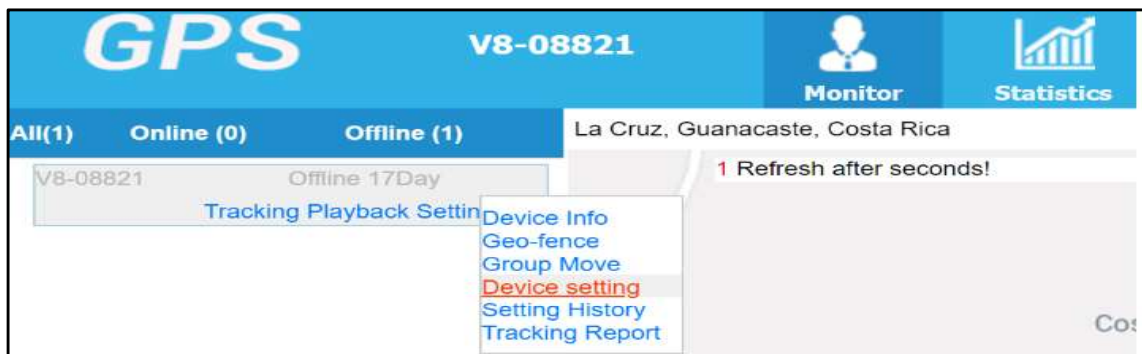 GPS
V8-08821
Monitor
Statistics
All(1) Online (0) Offline (1)
La Cruz, Guanacaste, Costa Rica
V8-08821 Offline 17Day
1 Refresh after seconds!
Tracking Playback Settin
Device Info
Geo-fence
Group Move
Device setting
Setting History
Tracking Report
Cos